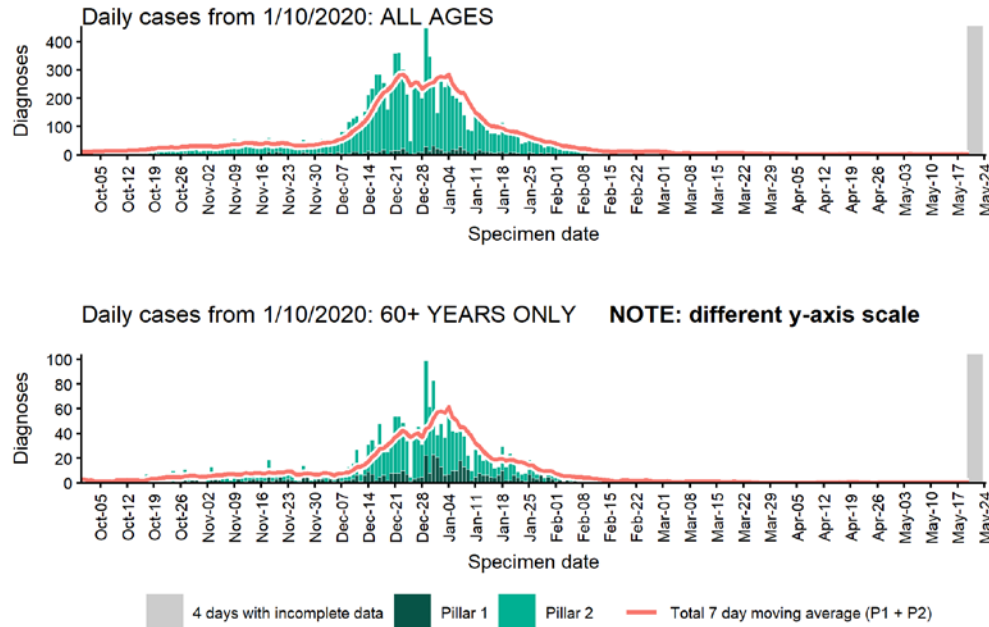 Daily cases from 1/10/2020: ALL AGES
400
300
200
100
0
Diagnoses
Oct-05 Oct-12 Oct-19 Oct-26 Nov-02 Nov-09 Nov-16 Nov-23 Nov-30 Dec-07 Dec-14 Dec-21 Dec-28 Jan-04 Jan-11 Jan-18 Jan-25 Feb-01 Feb-08 Feb-15 Feb-22 Mar-01 Mar-08 Mar-15 Mar-22 Mar-29 Apr-05 Apr-12 Apr-19 Apr-26 May-03 May-10 May-17 May-24
Specimen date
Daily cases from 1/10/2020: 60+ YEARS ONLY NOTE: different y-axis scale
100
80
60
40
20
0
Diagnoses
Oct-05 Oct-12 Oct-19 Oct-26 Nov-02 Nov-09 Nov-16 Nov-23 Nov-30 Dec-07 Dec-14 Dec-21 Dec-28 Jan-04 Jan-11 Jan-18 Jan-25 Feb-01 Feb-08 Feb-15 Feb-22 Mar-01 Mar-08 Mar-15 Mar-22 Mar-29 Apr-05 Apr-12 Apr-19 Apr-26 May-03 May-10 May-17 May-24
Specimen date
4 days with incomplete data Pillar 1 Pillar 2 Total 7 day moving average (P1 + P2)